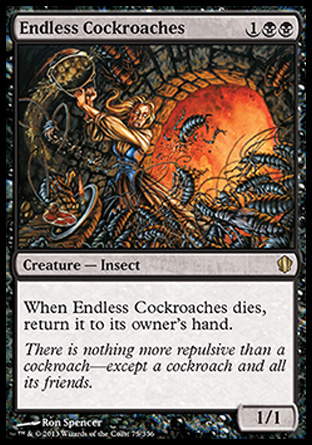 Endless Cockroaches 1
Creature — Insect
When Endless Cockroaches dies,
return it to its owner's hand.
There is nothing more repulsive than a
cockroach—except a cockroach and all
its friends.
Ron Spencer
™ & © 2013 Wizards of the Coast 75/356
1/1